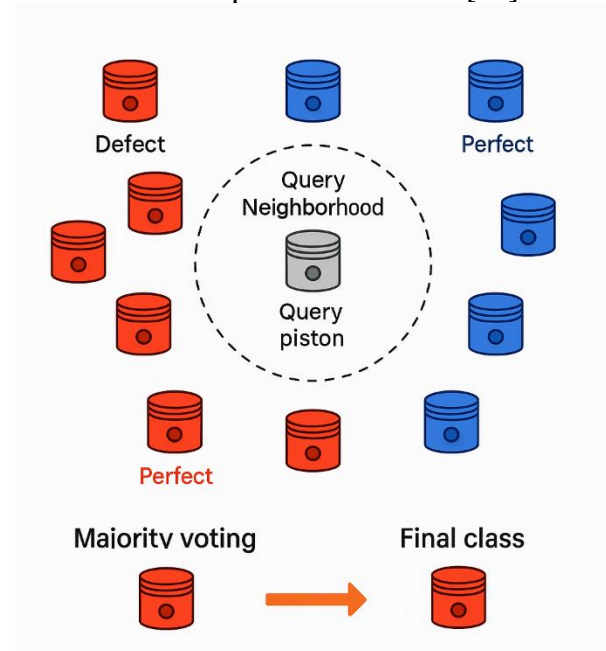 Defect
Perfect
Query
Neighborhood
Query
piston
Perfect
Majority voting
Final class